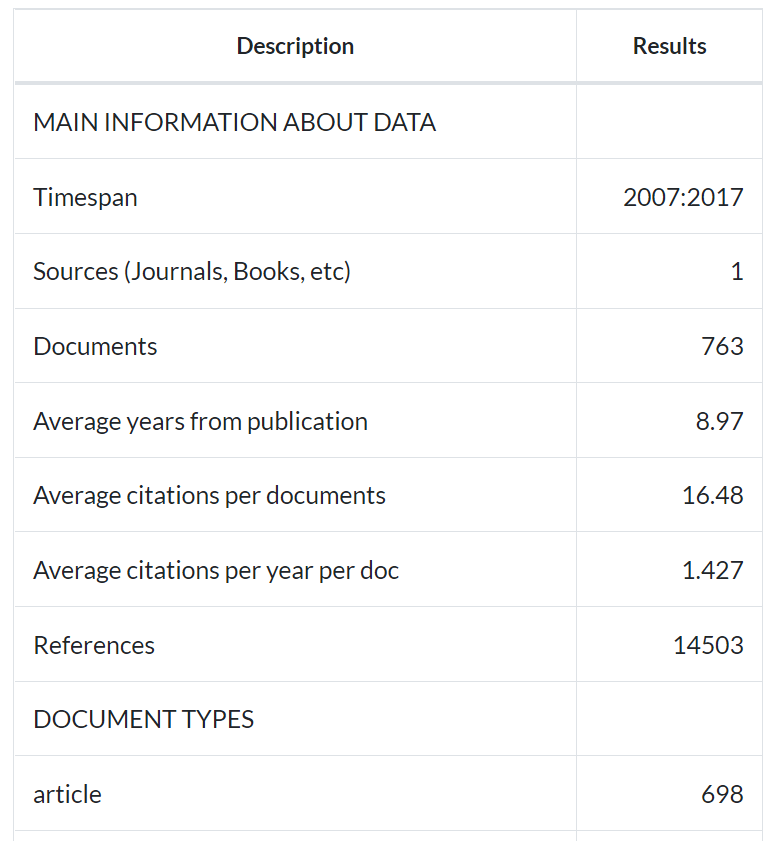 Description Results
MAIN INFORMATION ABOUT DATA
Timespan 2007:2017
Sources (Journals, Books, etc) 1
Documents 763
Average years from publication 8.97
Average citations per documents 16.48
Average citations per year per doc 1.427
References 14503
DOCUMENT TYPES
article 698